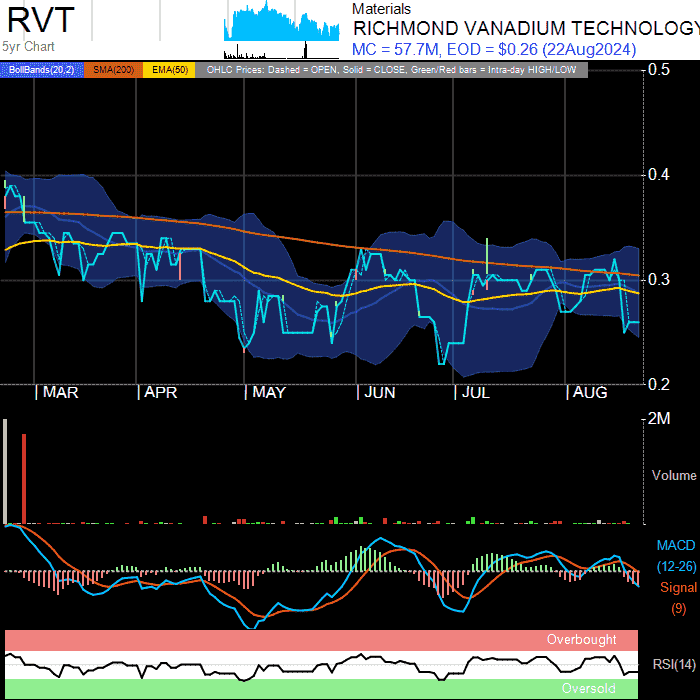 RVT
5yr Chart
Materials
RICHMOND VANADIUM TECHNOLOGY
MC = 57.7M, EOD = $0.26 (22Aug2024)
BollBands(20,2) SMA(200) EMA(50) OHLC Prices: Dashed = OPEN, Solid = CLOSE, Green/Red bars = Intra-day HIGH/LOW
0.5
0.4
0.3
0.2
MAR APR MAY JUN JUL AUG
2M
Volume
MACD
(12-26)
Signal
(9)
Overbought
RSI(14)
Oversold